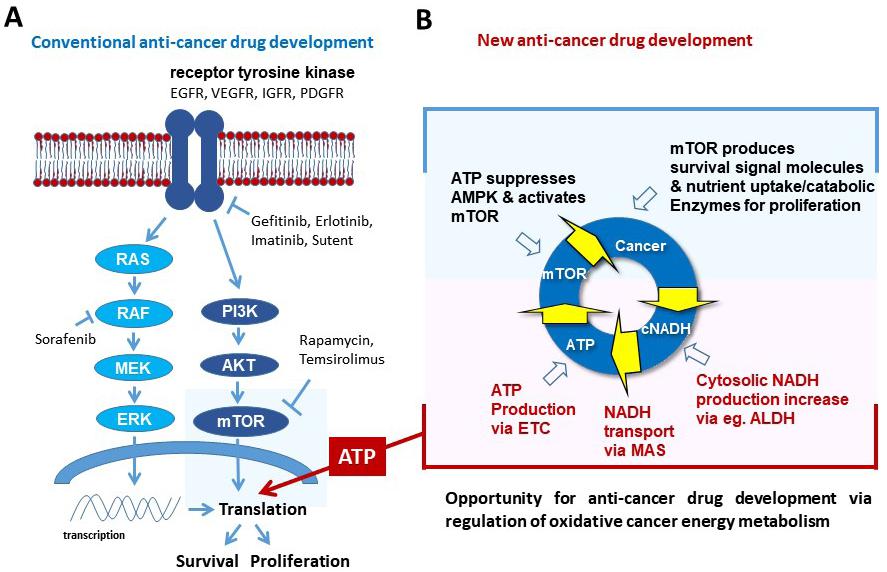 A
Conventional anti-cancer drug development
receptor tyrosine kinase
EGFR, VEGFR, IGFR, PDGFR
Gefitinib, Erlotinib,
Imatinib, Sutent
RAS
RAF
Sorafenib
MEK
ERK
PI3K
AKT
mTOR
Rapamycin,
Temsirolimus
ATP
transcription
Translation
Survival Proliferation
B
New anti-cancer drug development
ATP suppresses
AMPK & activates
mTOR
mTOR produces
survival signal molecules
& nutrient uptake/catabolic
Enzymes for proliferation
Cancer
mTOR
cNADH
ATP
ATP
Production
via ETC
NADH
transport
via MAS
Cytosolic NADH
production increase
via eg. ALDH
Opportunity for anti-cancer drug development via
regulation of oxidative cancer energy metabolism